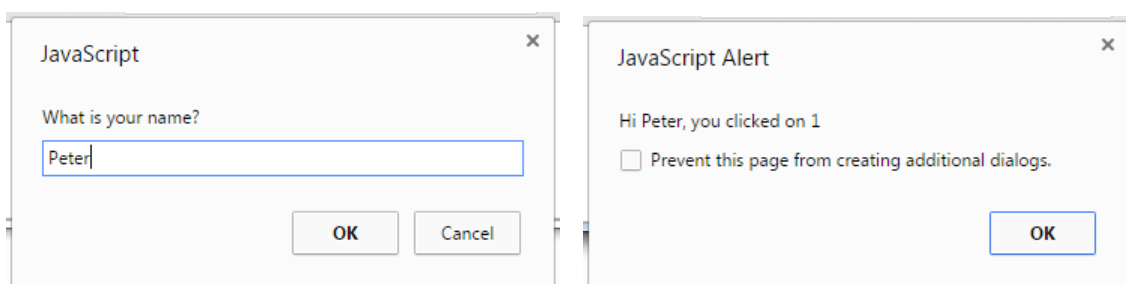 JavaScript
What is your name?
Peter
OK Cancel
JavaScript Alert
Hi Peter, you clicked on 1
Prevent this page from creating additional dialogs.
OK